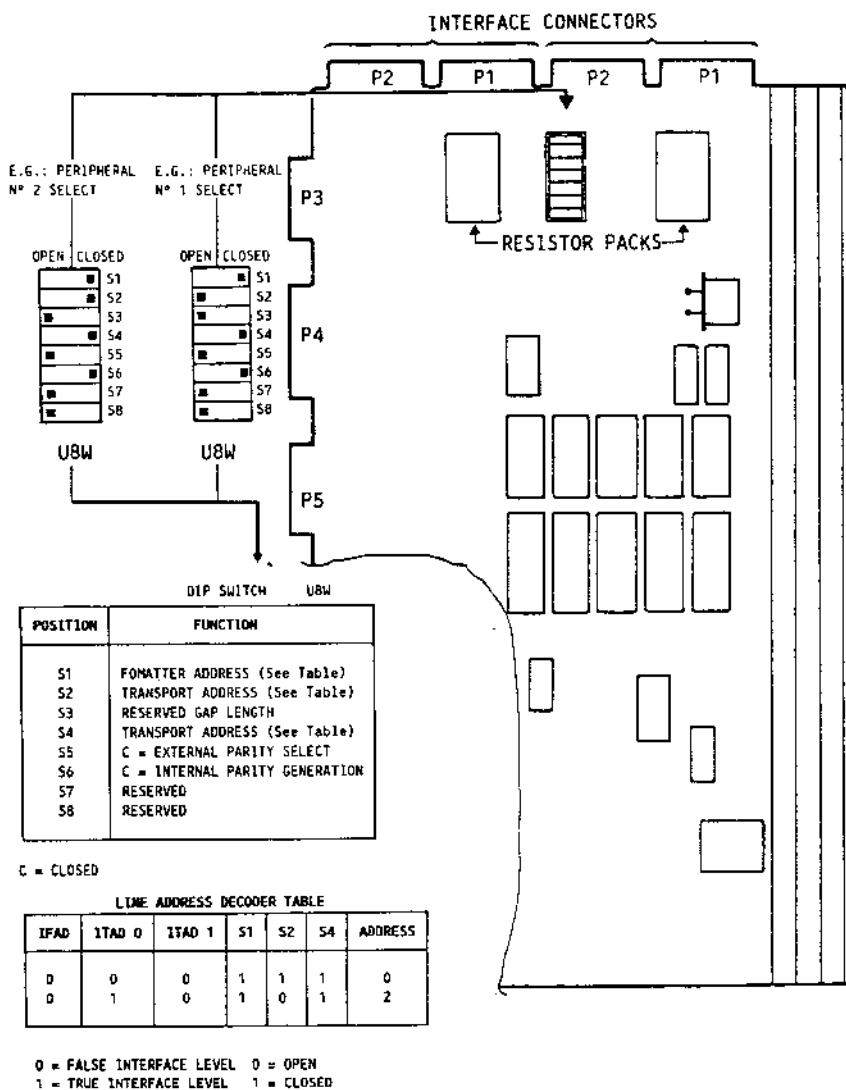 INTERFACE CONNECTORS
P2 P1 P2 P1
E.G.: PERIPHERAL
Nº 2 SELECT
E.G.: PERIPHERAL
Nº 1 SELECT
P3
RESISTOR PACKS
OPEN CLOSED
S1
S2
S3
S4
S5
S6
S7
S8
U8W
OPEN CLOSED
S1
S2
S3
S4
S5
S6
S7
S8
U8W
P4
P5
DIP SWITCH U8W
POSITION FUNCTION
S1 FOMATTER ADDRESS (See Table)
S2 TRANSPORT ADDRESS (See Table)
S3 RESERVED GAP LENGTH
S4 TRANSPORT ADDRESS (See Table)
S5 C = EXTERNAL PARITY SELECT
S6 C = INTERNAL PARITY GENERATION
S7 RESERVED
S8 RESERVED
C = CLOSED
LINE ADDRESS DECODER TABLE
IFAD ITAD 0 ITAD 1 S1 S2 S4 ADDRESS
0 0 0 1 1 1 0
0 1 0 1 0 1 2
0 = FALSE INTERFACE LEVEL 0 = OPEN
1 = TRUE INTERFACE LEVEL 1 = CLOSED